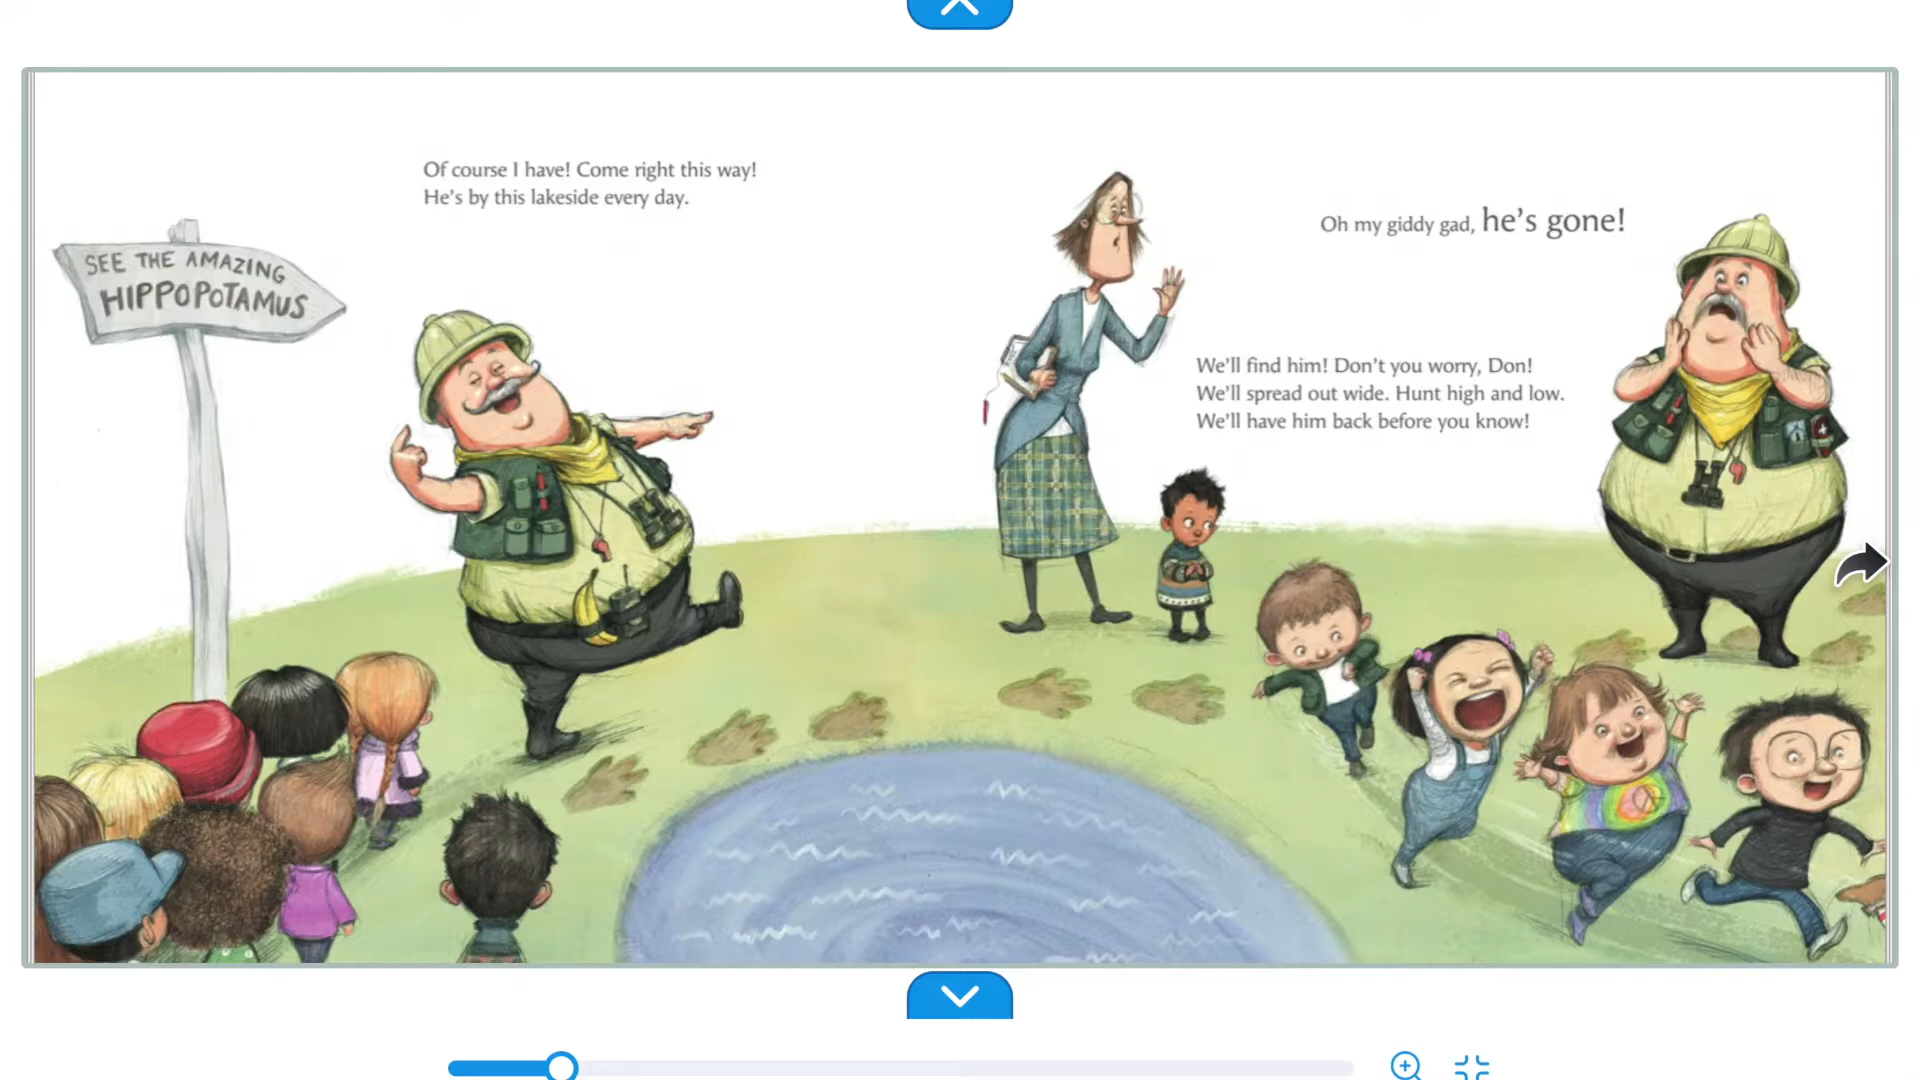 Of course I have! Come right this way!
He's by this lakeside every day.
SEE THE AMAZING
HIPPOPOTAMUS
Oh my giddy gad, he's gone!
We'll find him! Don't you worry, Don!
We'll spread out wide. Hunt high and low.
We'll have him back before you know!